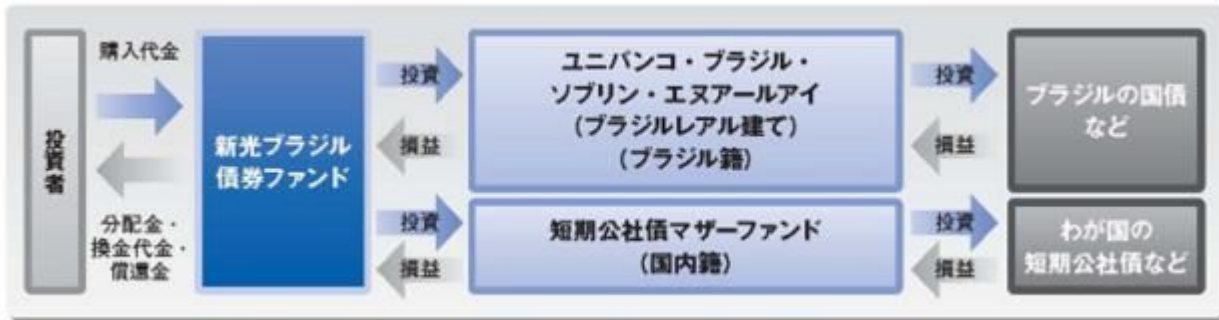 投資者
購入代金
分配金・
換金代金・
償還金
新光ブラジル
債券ファンド
投資
損益
投資
損益
ユニバンコ・ブラジル・
ソブリン・エヌアールアイ
(ブラジルレアル建て)
(ブラジル籍)
短期公社債マザーファンド
(国内籍)
投資
損益
投資
損益
ブラジルの国債
など
わが国の
短期公社債など